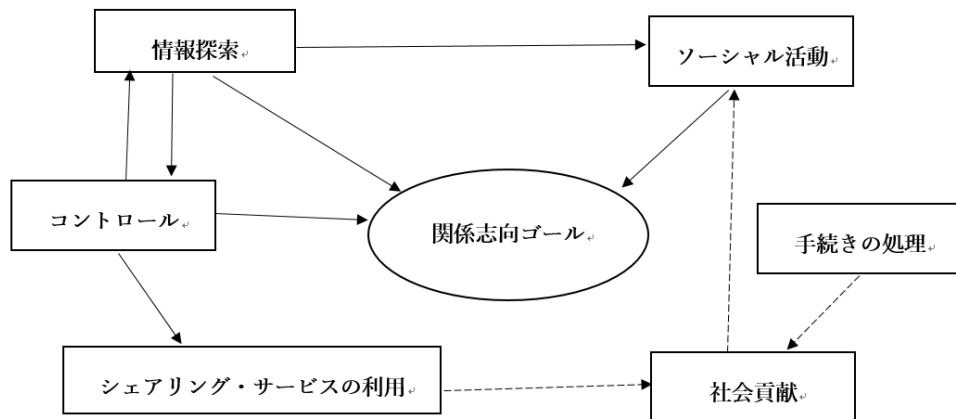 情報探索
ソーシャル活動
コントロール
関係志向ゴール
手続きの処理
シェアリング・サービスの利用
社会貢献